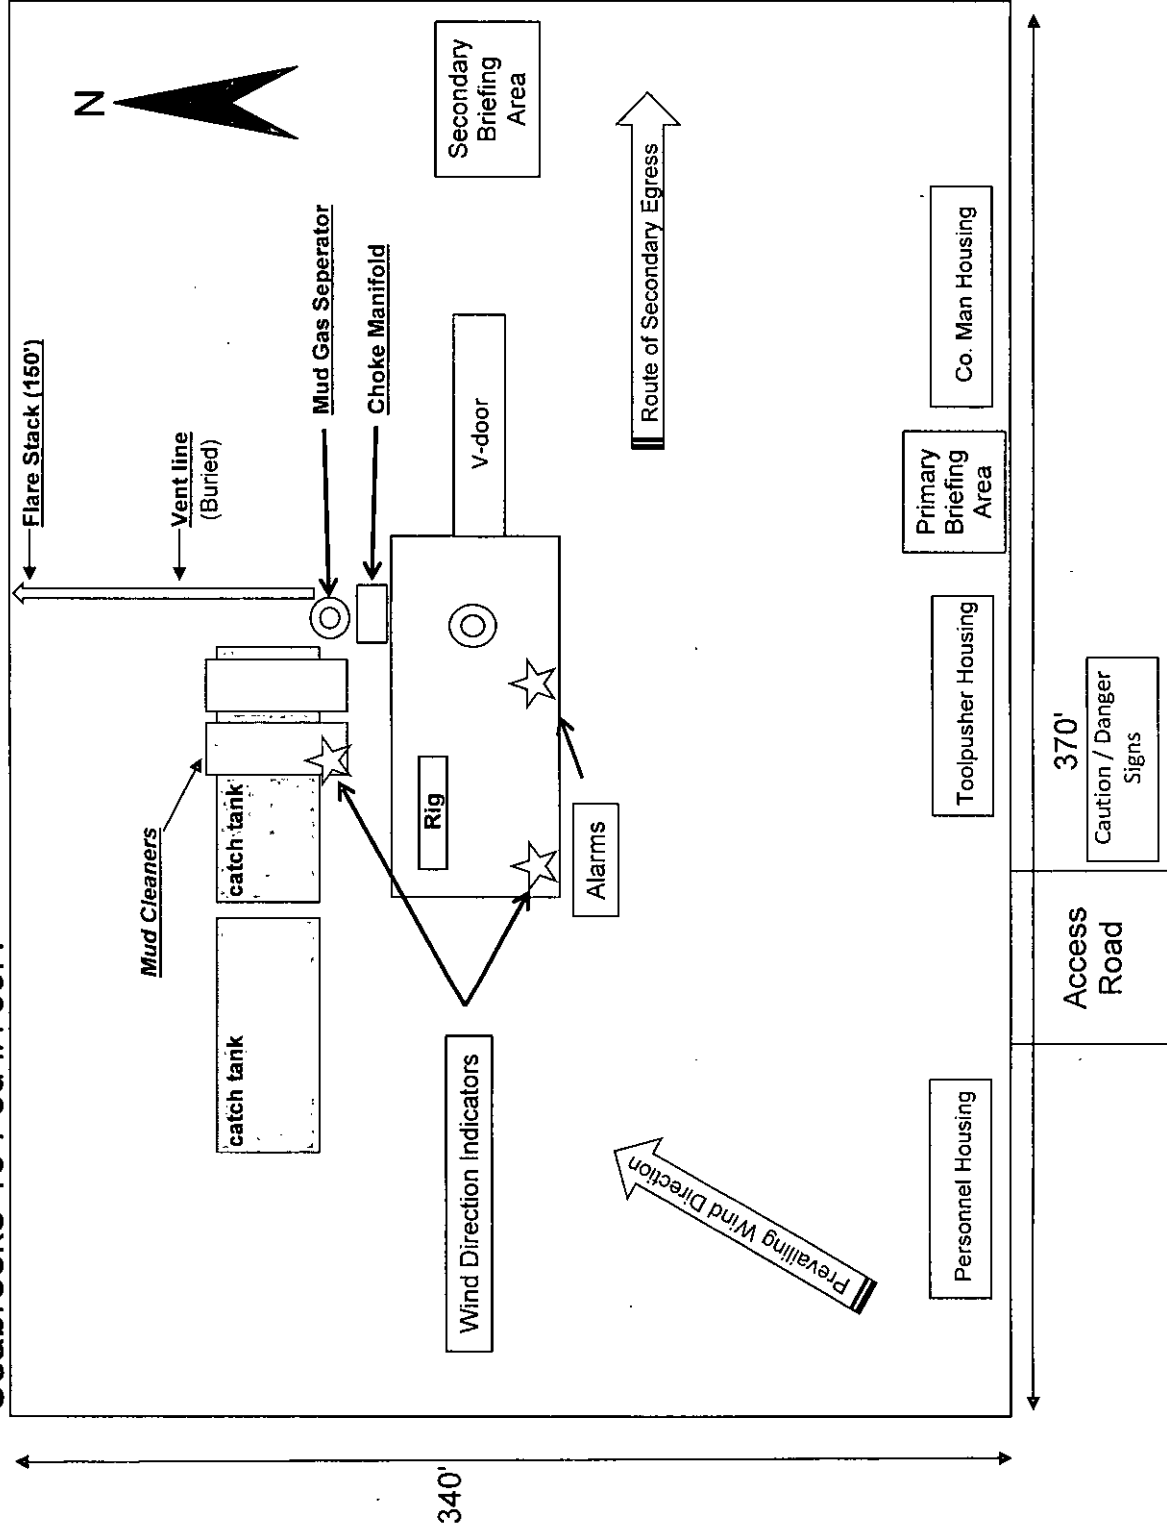 N
Flare Stack (150')
Vent line
(Buried)
Mud Cleaners
Mud Gas Seperator
Choke Manifold
catch tank
catch tank
Secondary
Briefing
Area
340'
Rig
V-door
Wind Direction Indicators
Alarms
Route of Secondary Egress
Prevailing Wind Direction
Personnel Housing
Toolpusher Housing
Primary
Briefing
Area
Co. Man Housing
370'
Access
Road
Caution / Danger
Signs